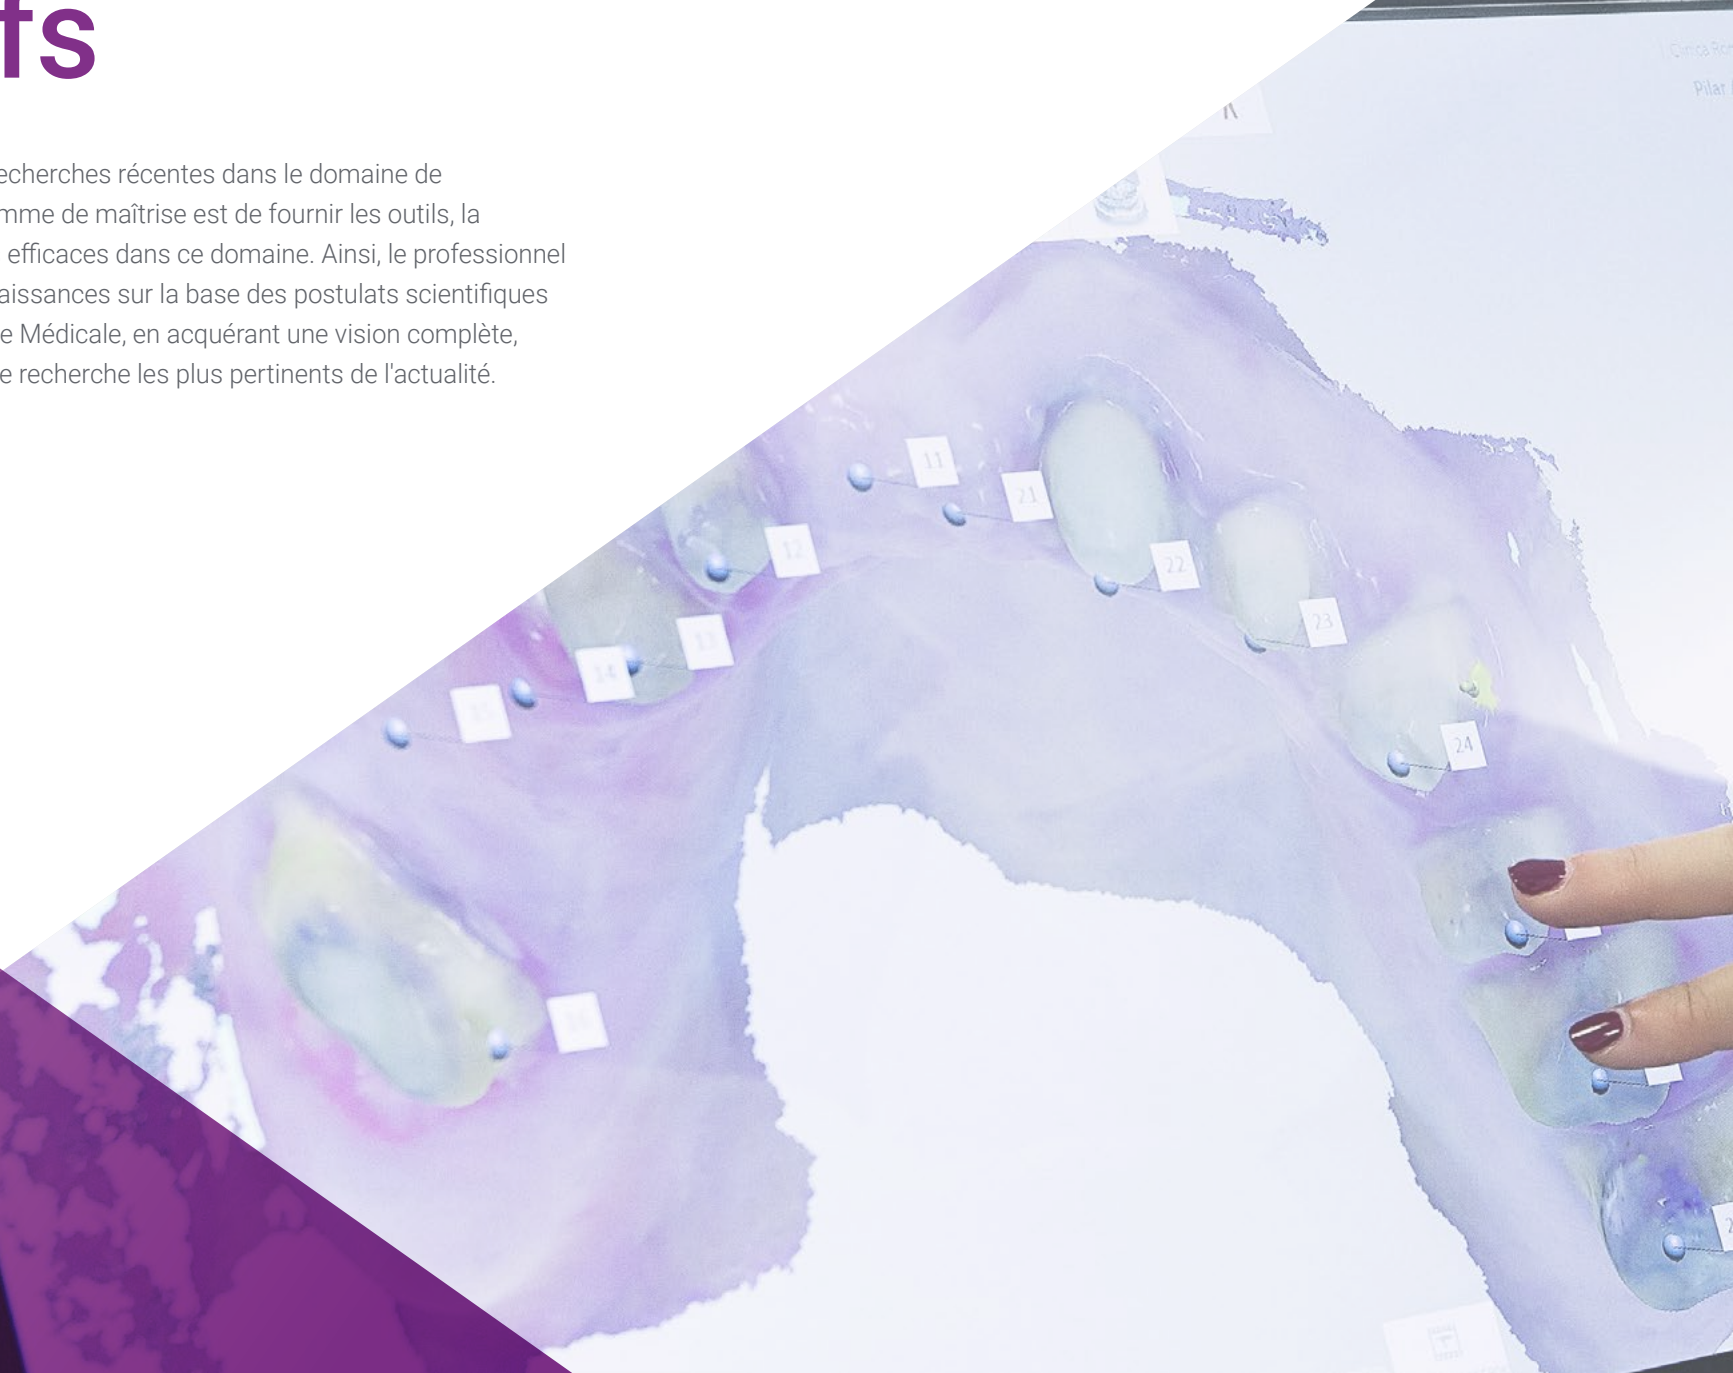 ts
echerches récentes dans le domaine de
mme de maîtrise est de fournir les outils, la
efficaces dans ce domaine. Ainsi, le professionnel
aissances sur la base des postulats scientifiques
e Médicale, en acquérant une vision complète,
e recherche les plus pertinents de l'actualité.
Pilar
11
21
12
22
23
13
14
24
16